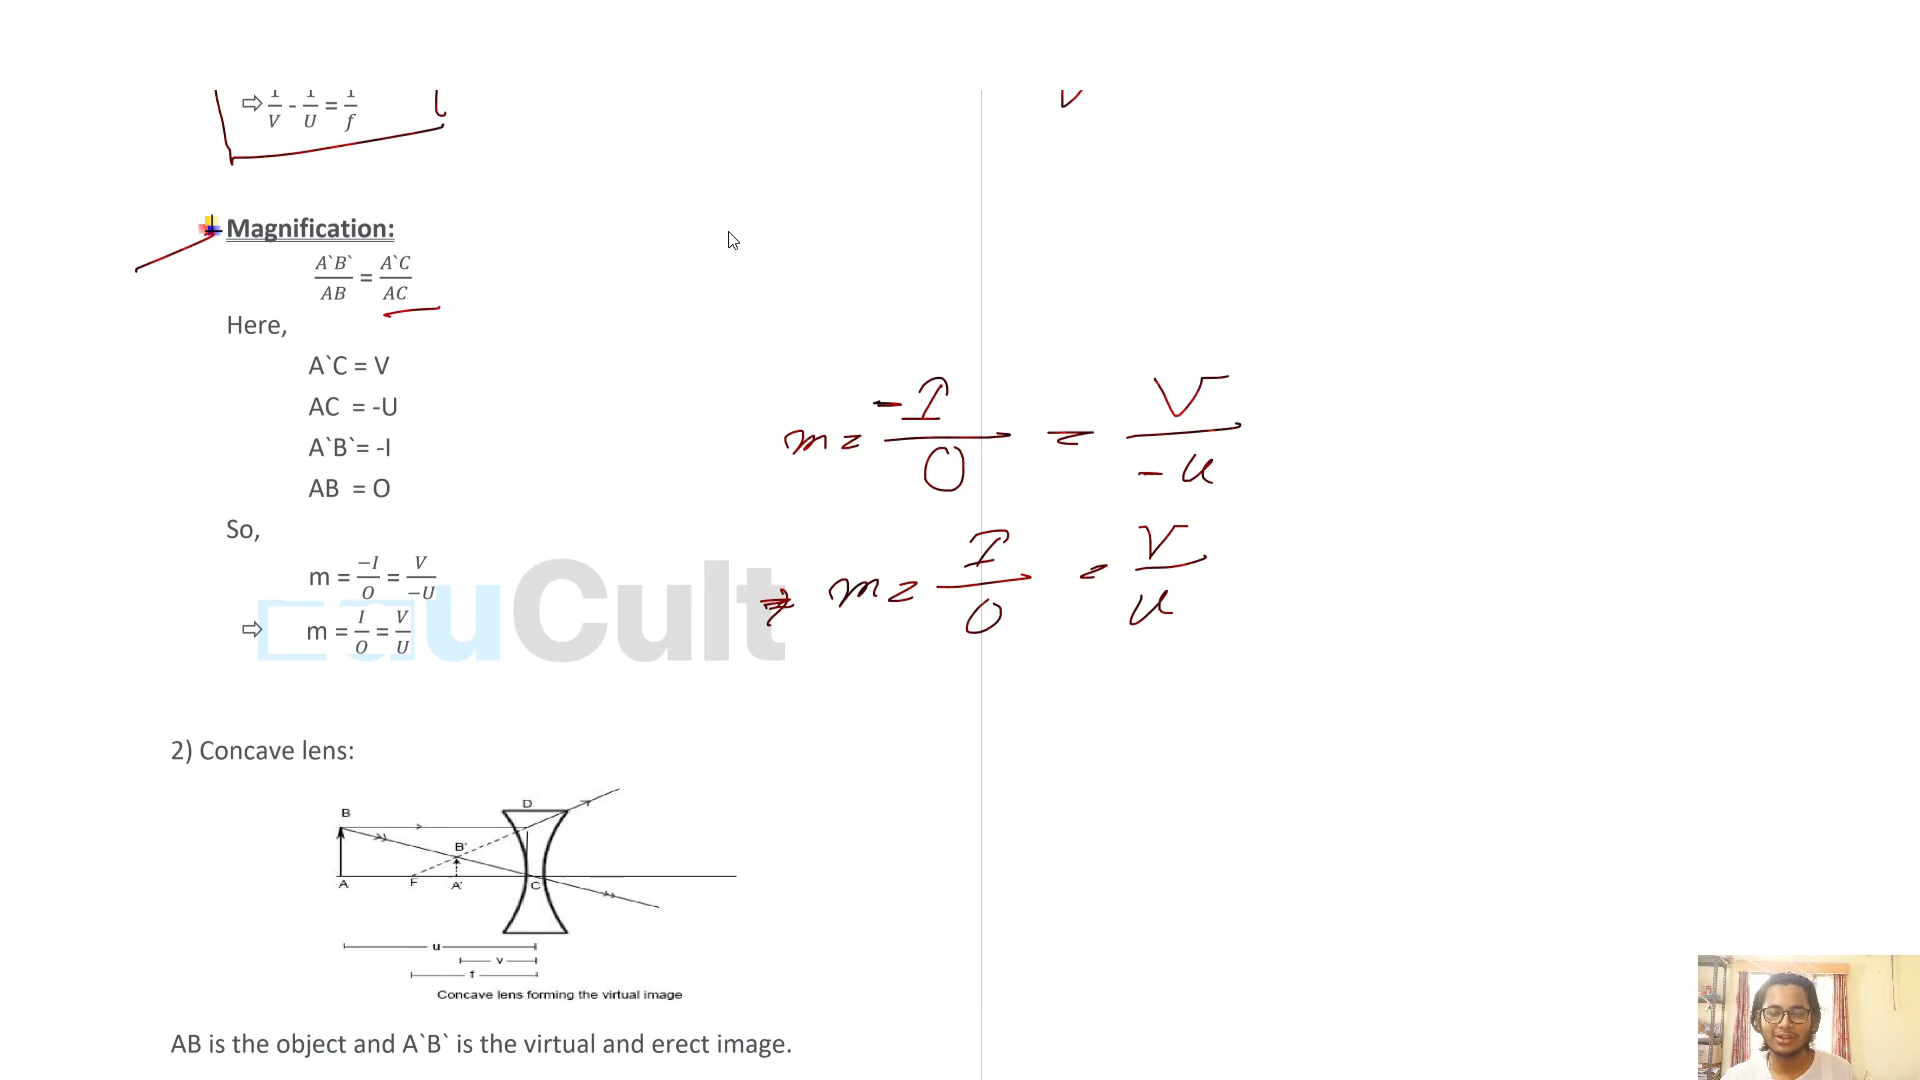 ⇨ 1/V - 1/U = 1/f
V
Magnification:
A`B`/AB = A`C/AC
Here,
A`C = V
AC = -U
A`B`= -I
AB = O
So,
m = -I/O = V/-U
⇨ m = I/O = V/U
m = -I/O = V/-u
⇒ m = I/O = V/u
uCult
2) Concave lens:
D
B
B'
A F A' C
u
v
f
Concave lens forming the virtual image
AB is the object and A`B` is the virtual and erect image.